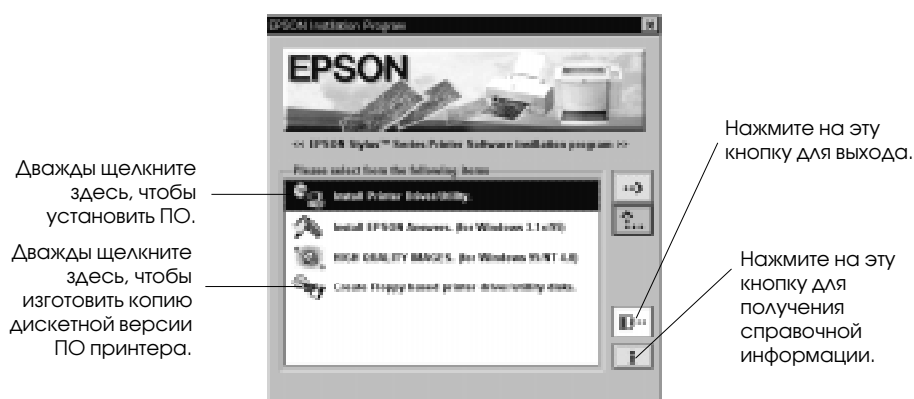 EPSON Installation Program
EPSON
<< EPSON Stylus™ Series Printer Software installation program >>
Please select from the following items
Install Printer Driver/Utility.
Install EPSON Answers. (for Windows 3.1x/95)
HIGH QUALITY IMAGES. (for Windows 95/NT 4.0)
Create floppy based printer driver/utility disks.
Дважды щелкните
здесь, чтобы
установить ПО.
Дважды щелкните
здесь, чтобы
изготовить копию
дискетной версии
ПО принтера.
Нажмите на эту
кнопку для выхода.
Нажмите на эту
кнопку для
получения
справочной
информации.